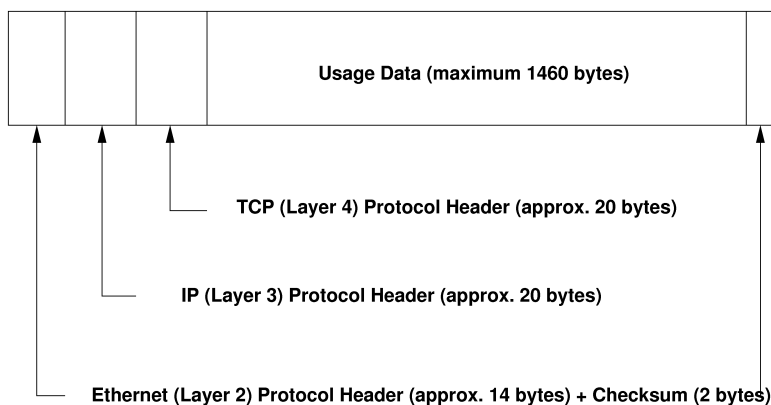 Usage Data (maximum 1460 bytes)
TCP (Layer 4) Protocol Header (approx. 20 bytes)
IP (Layer 3) Protocol Header (approx. 20 bytes)
Ethernet (Layer 2) Protocol Header (approx. 14 bytes) + Checksum (2 bytes)